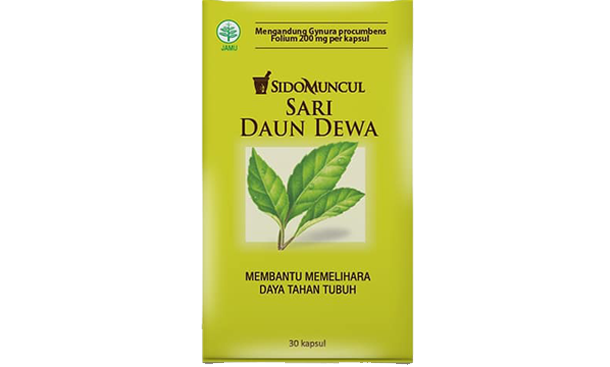 JAMU
Mengandung Gynura procumbens
Folium 200 mg per kapsul
SIDOMUNCUL
SARI
DAUN DEWA
MEMBANTU MEMELIHARA
DAYA TAHAN TUBUH
30 kapsul